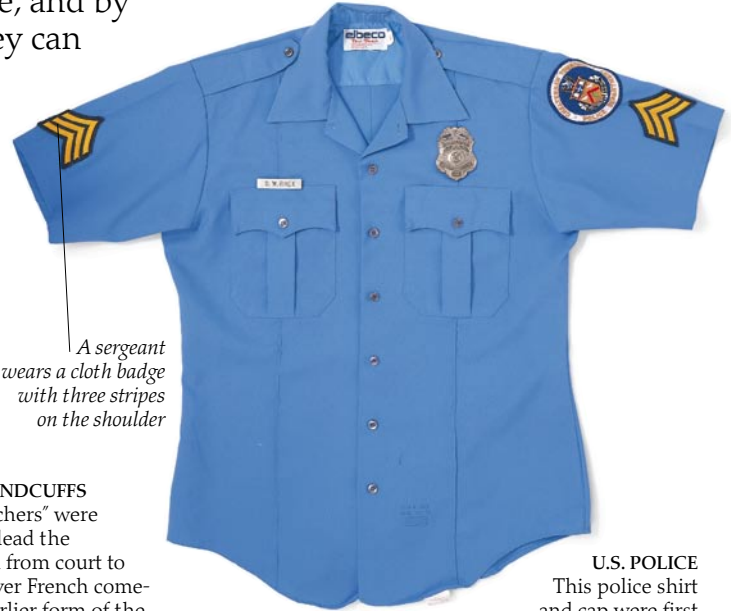 e, and by
ey can
elbeco
A sergeant
wears a cloth badge
with three stripes
on the shoulder
NDCUFFS
chers" were
lead the
from court to
ver French come-
rlier form of the
U.S. POLICE
This police shirt
and cap were first